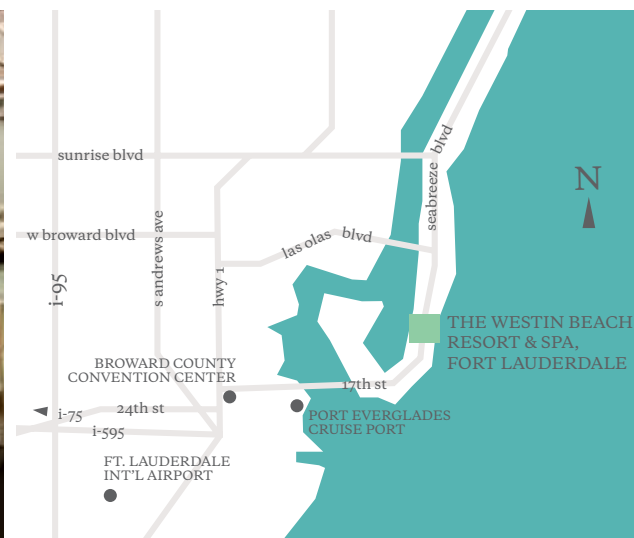 seabreeze blvd
sunrise blvd
N
s andrews ave
w broward blvd
las olas blvd
i-95
hwy 1
THE WESTIN BEACH
RESORT & SPA,
FORT LAUDERDALE
BROWARD COUNTY
CONVENTION CENTER
17th st
i-75
24th st
PORT EVERGLADES
CRUISE PORT
i-595
FT. LAUDERDALE
INT'L AIRPORT